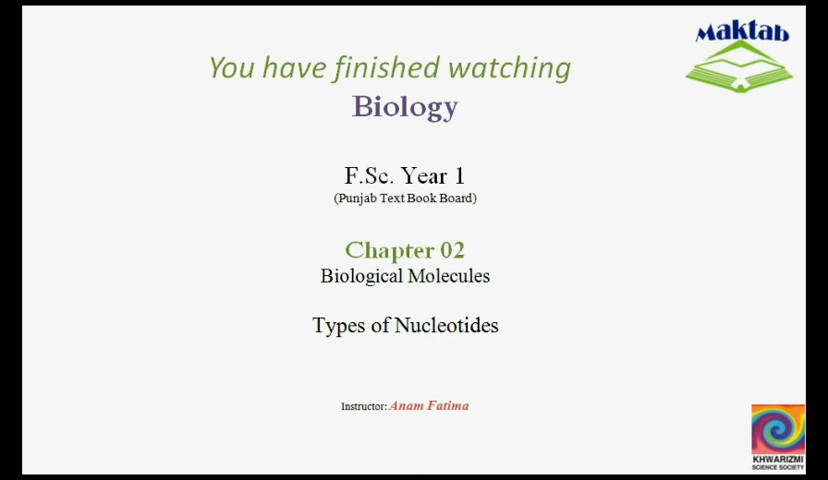 Maktab
You have finished watching
Biology
F.Sc. Year 1
(Punjab Text Book Board)
Chapter 02
Biological Molecules
Types of Nucleotides
Instructor: Anam Fatima
KHWARIZMI
SCIENCE SOCIETY